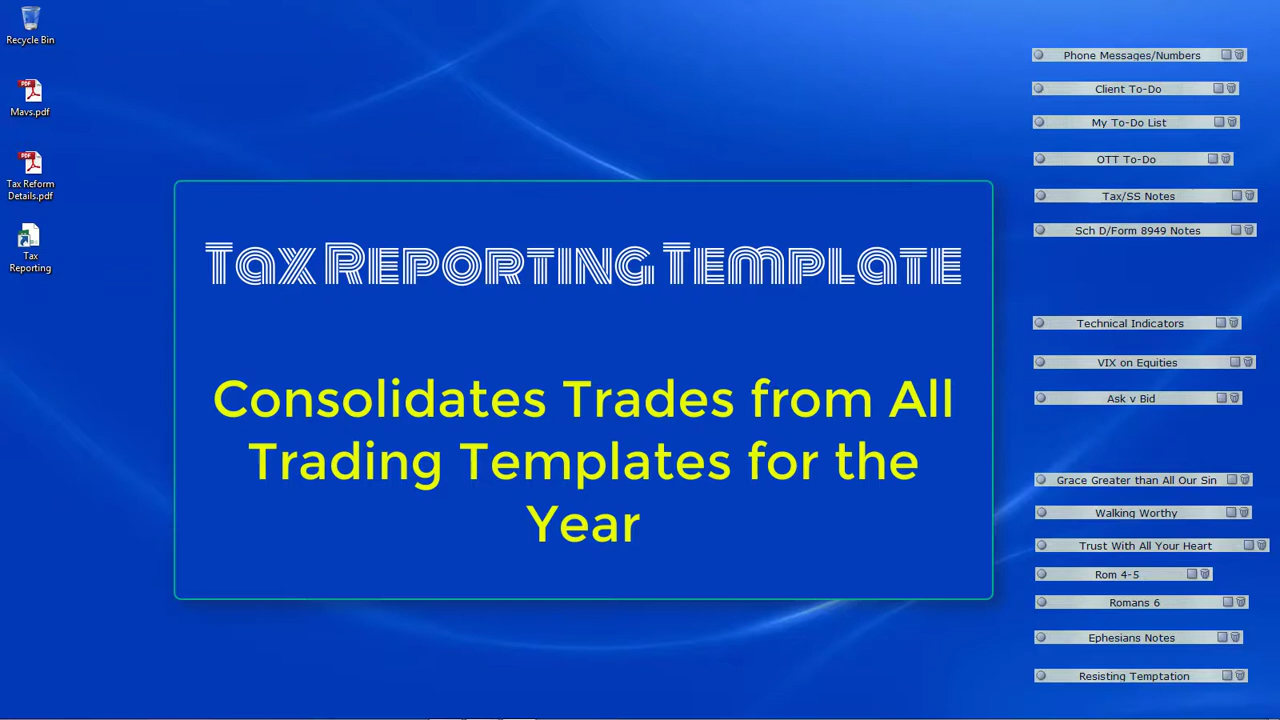 Recycle Bin
PDF
Mavs.pdf
PDF
Tax Reform
Details.pdf
Tax
Reporting
Tax Reporting Template
Consolidates Trades from All
Trading Templates for the
Year
Phone Messages/Numbers
Client To-Do
My To-Do List
OTT To-Do
Tax/SS Notes
Sch D/Form 8949 Notes
Technical Indicators
VIX on Equities
Ask v Bid
Grace Greater than All Our Sin
Walking Worthy
Trust With All Your Heart
Rom 4-5
Romans 6
Ephesians Notes
Resisting Temptation